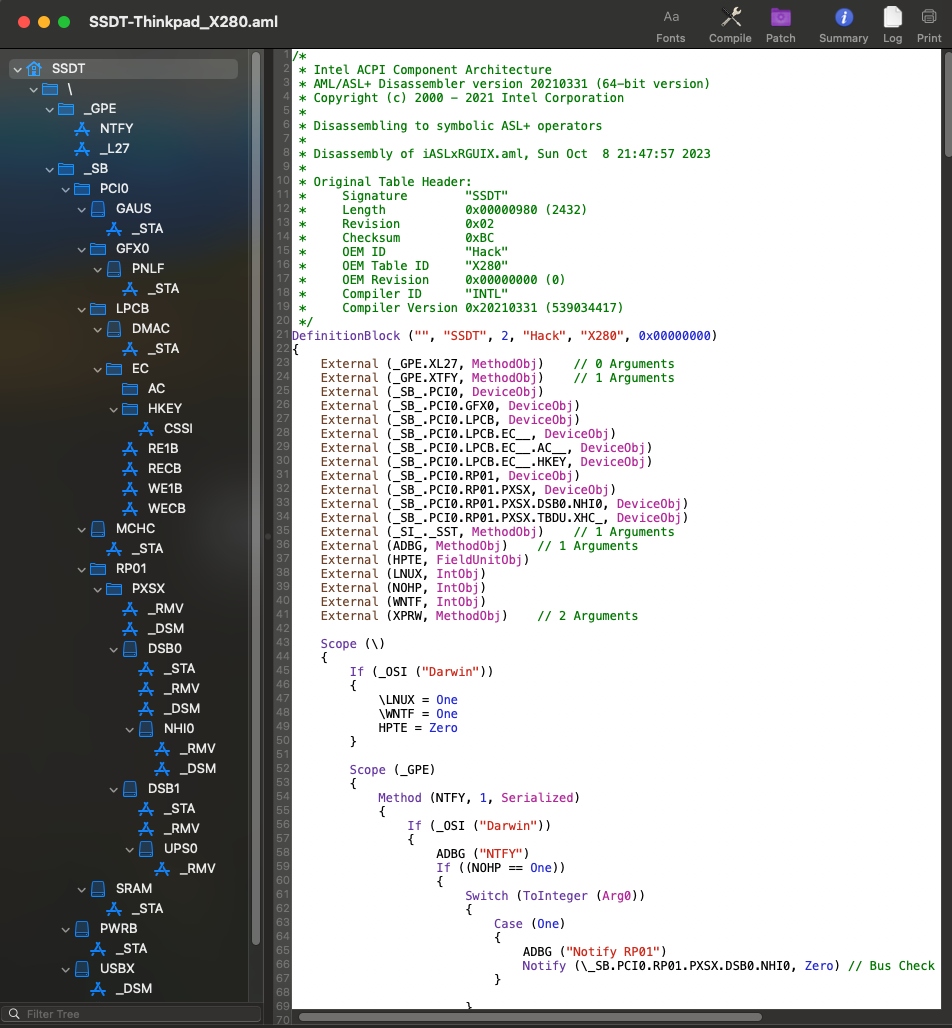 SSDT-Thinkpad_X280.aml
Aa
Fonts
Compile
Patch
Summary
Log
Print
SSDT
\
_GPE
NTFY
_L27
_SB
PCI0
GAUS
_STA
GFX0
PNLF
_STA
LPCB
DMAC
_STA
EC
AC
HKEY
CSSI
RE1B
RECB
WE1B
WECB
MCHC
_STA
RP01
PXSX
_RMV
_DSM
DSB0
_STA
_RMV
_DSM
NHI0
_RMV
_DSM
DSB1
_STA
_RMV
UPS0
_RMV
SRAM
_STA
PWRB
_STA
USBX
_DSM
Filter Tree
1 /*
2 * Intel ACPI Component Architecture
3 * AML/ASL+ Disassembler version 20210331 (64-bit version)
4 * Copyright (c) 2000 - 2021 Intel Corporation
5 *
6 * Disassembling to symbolic ASL+ operators
7 *
8 * Disassembly of iASLxRGUIX.aml, Sun Oct  8 21:47:57 2023
9 *
10 * Original Table Header:
11 *     Signature        "SSDT"
12 *     Length           0x00000980 (2432)
13 *     Revision         0x02
14 *     Checksum         0xBC
15 *     OEM ID           "Hack"
16 *     OEM Table ID     "X280"
17 *     OEM Revision     0x00000000 (0)
18 *     Compiler ID      "INTL"
19 *     Compiler Version 0x20210331 (539034417)
20 */
21 DefinitionBlock ("", "SSDT", 2, "Hack", "X280", 0x00000000)
22 {
23     External (_GPE.XL27, MethodObj)    // 0 Arguments
24     External (_GPE.XTFY, MethodObj)    // 1 Arguments
25     External (_SB_.PCI0, DeviceObj)
26     External (_SB_.PCI0.GFX0, DeviceObj)
27     External (_SB_.PCI0.LPCB, DeviceObj)
28     External (_SB_.PCI0.LPCB.EC__, DeviceObj)
29     External (_SB_.PCI0.LPCB.EC__.AC__, DeviceObj)
30     External (_SB_.PCI0.LPCB.EC__.HKEY, DeviceObj)
31     External (_SB_.PCI0.RP01, DeviceObj)
32     External (_SB_.PCI0.RP01.PXSX, DeviceObj)
33     External (_SB_.PCI0.RP01.PXSX.DSB0.NHI0, DeviceObj)
34     External (_SB_.PCI0.RP01.PXSX.TBDU.XHC_, DeviceObj)
35     External (_SI_._SST, MethodObj)    // 1 Arguments
36     External (ADBG, MethodObj)    // 1 Arguments
37     External (HPTE, FieldUnitObj)
38     External (LNUX, IntObj)
39     External (NOHP, IntObj)
40     External (WNTF, IntObj)
41     External (XPRW, MethodObj)    // 2 Arguments
42
43     Scope (\)
44     {
45         If (_OSI ("Darwin"))
46         {
47             \LNUX = One
48             \WNTF = One
49             HPTE = Zero
50         }
51
52         Scope (_GPE)
53         {
54             Method (NTFY, 1, Serialized)
55             {
56                 If (_OSI ("Darwin"))
57                 {
58                     ADBG ("NTFY")
59                     If ((NOHP == One))
60                     {
61                         Switch (ToInteger (Arg0))
62                         {
63                             Case (One)
64                             {
65                                 ADBG ("Notify RP01")
66                                 Notify (\_SB.PCI0.RP01.PXSX.DSB0.NHI0, Zero) // Bus Check
67                             }
68
69                         }
70